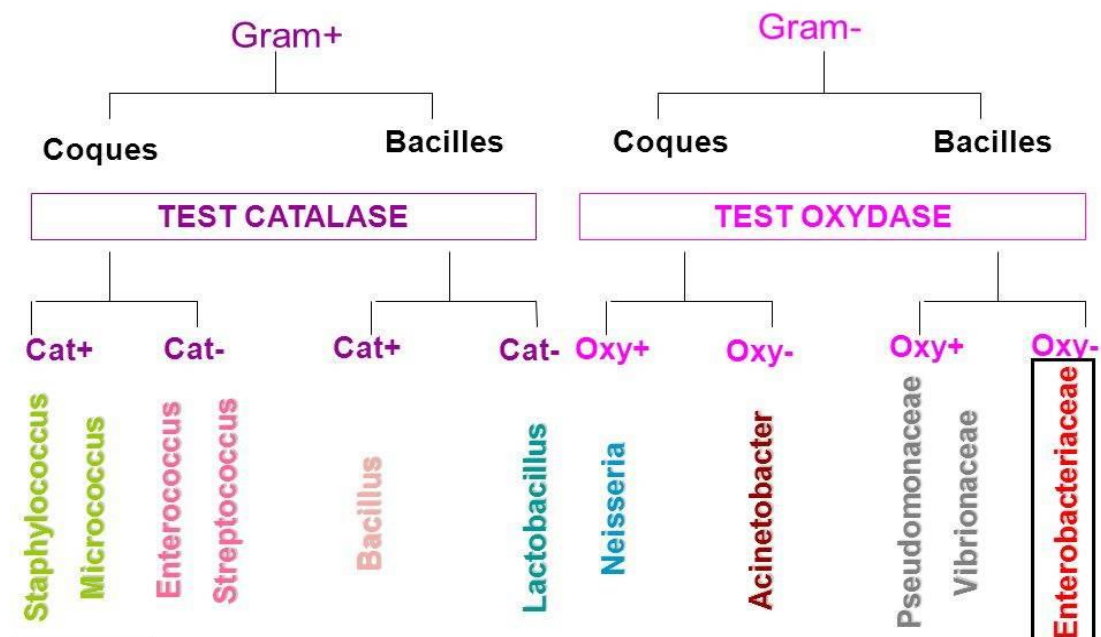 Gram+
Gram-
Coques
Bacilles
Coques
Bacilles
TEST CATALASE
TEST OXYDASE
Cat+
Cat-
Cat+
Cat-
Oxy+
Oxy-
Oxy+
Oxy-
Staphylococcus
Micrococcus
Enterococcus
Streptococcus
Bacillus
Lactobacillus
Neisseria
Acinetobacter
Pseudomonaceae
Vibrionaceae
Enterobacteriaceae